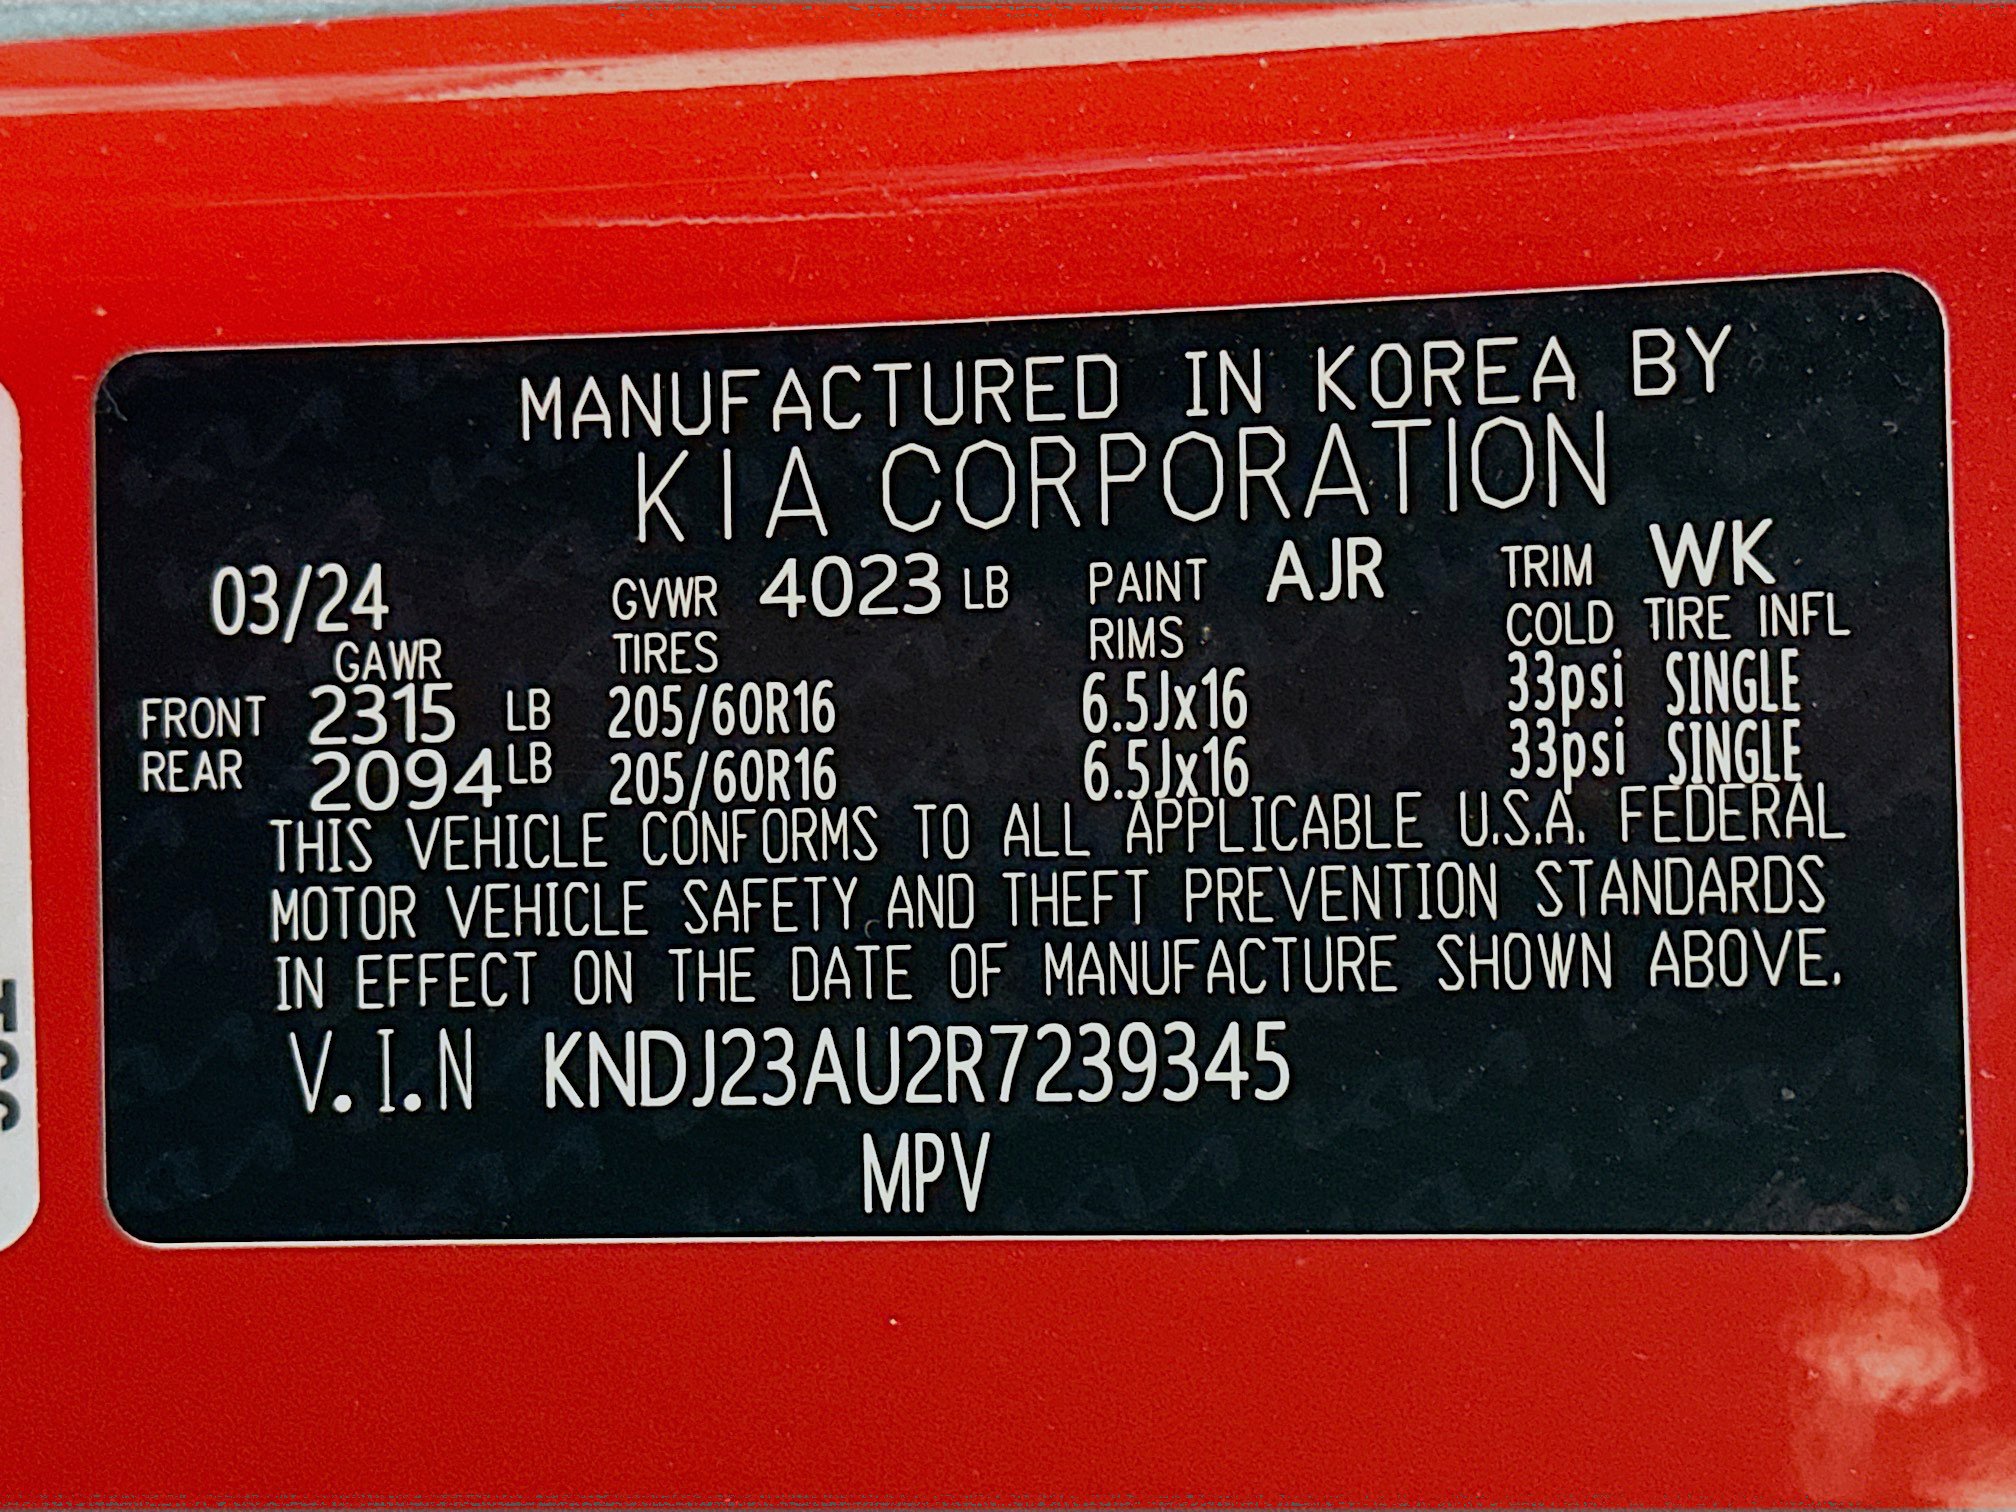 MANUFACTURED IN KOREA BY
KIA CORPORATION
03/24 GVWR 4023 LB PAINT AJR TRIM WK
GAWR TIRES RIMS COLD TIRE INFL
FRONT 2315 LB 205/60R16 6.5Jx16 33psi SINGLE
REAR 2094 LB 205/60R16 6.5Jx16 33psi SINGLE
THIS VEHICLE CONFORMS TO ALL APPLICABLE U.S.A. FEDERAL
MOTOR VEHICLE SAFETY AND THEFT PREVENTION STANDARDS
IN EFFECT ON THE DATE OF MANUFACTURE SHOWN ABOVE.
V.I.N KNDJ23AU2R7239345
MPV